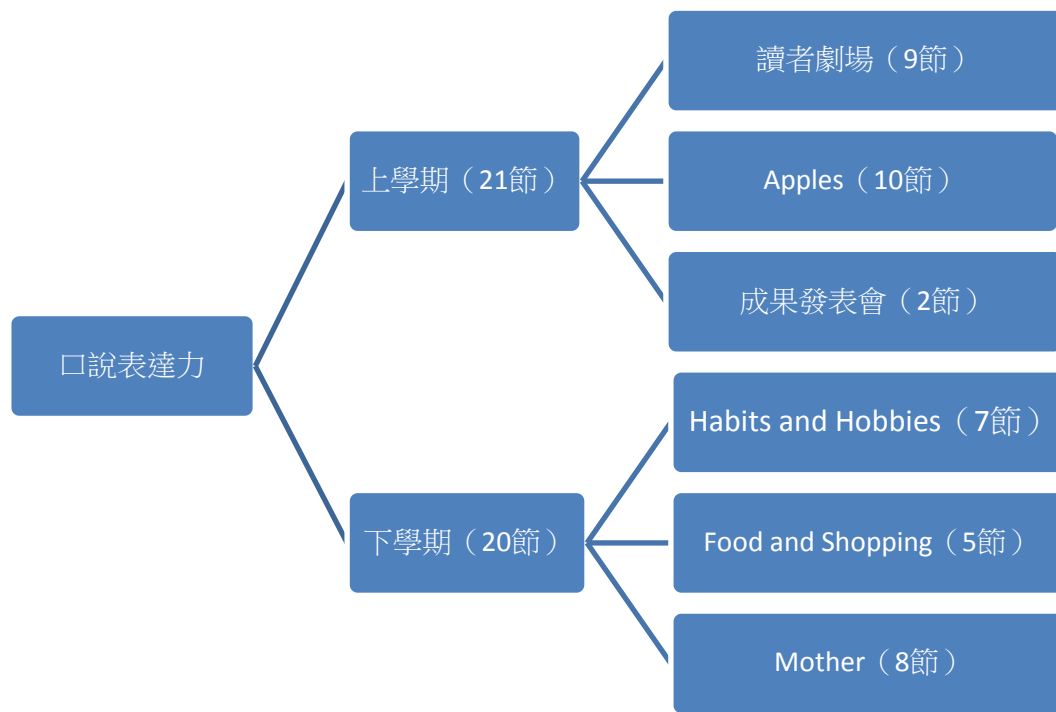 口說表達力
上學期（21節）
讀者劇場（9節）
Apples（10節）
成果發表會（2節）
下學期（20節）
Habits and Hobbies（7節）
Food and Shopping（5節）
Mother（8節）